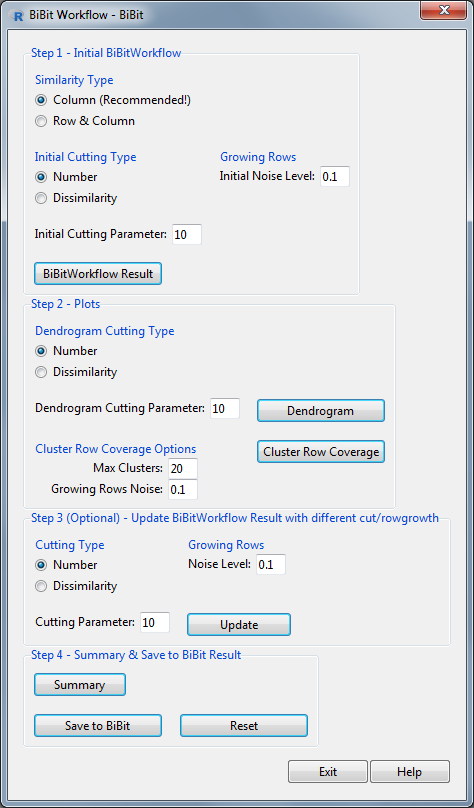 BiBit Workflow - BiBit
Step 1 - Initial BiBitWorkflow
Similarity Type
Column (Recommended!)
Row & Column
Initial Cutting Type
Growing Rows
Number
Initial Noise Level: 0.1
Dissimilarity
Initial Cutting Parameter: 10
BiBitWorkflow Result
Step 2 - Plots
Dendrogram Cutting Type
Number
Dissimilarity
Dendrogram Cutting Parameter: 10
Dendrogram
Cluster Row Coverage Options
Cluster Row Coverage
Max Clusters: 20
Growing Rows Noise: 0.1
Step 3 (Optional) - Update BiBitWorkflow Result with different cut/rowgrowth
Cutting Type
Growing Rows
Number
Noise Level: 0.1
Dissimilarity
Cutting Parameter: 10
Update
Step 4 - Summary & Save to BiBit Result
Summary
Save to BiBit
Reset
Exit
Help